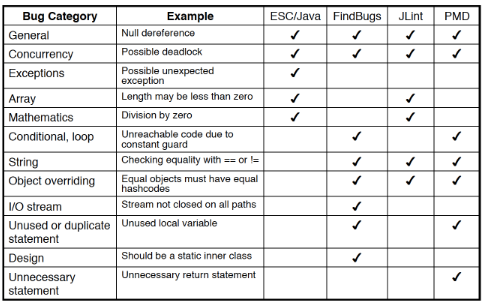 Bug Category Example ESC/Java FindBugs JLint PMD
General Null dereference ✓ ✓ ✓ ✓
Concurrency Possible deadlock ✓ ✓ ✓ ✓
Exceptions Possible unexpected ✓
exception
Array Length may be less than zero ✓ ✓
Mathematics Division by zero ✓ ✓
Conditional, loop Unreachable code due to ✓ ✓
constant guard
String Checking equality with == or != ✓ ✓ ✓
Object overriding Equal objects must have equal ✓ ✓ ✓
hashcodes
I/O stream Stream not closed on all paths ✓
Unused or duplicate Unused local variable ✓ ✓
statement
Design Should be a static inner class ✓
Unnecessary Unnecessary return statement ✓
statement